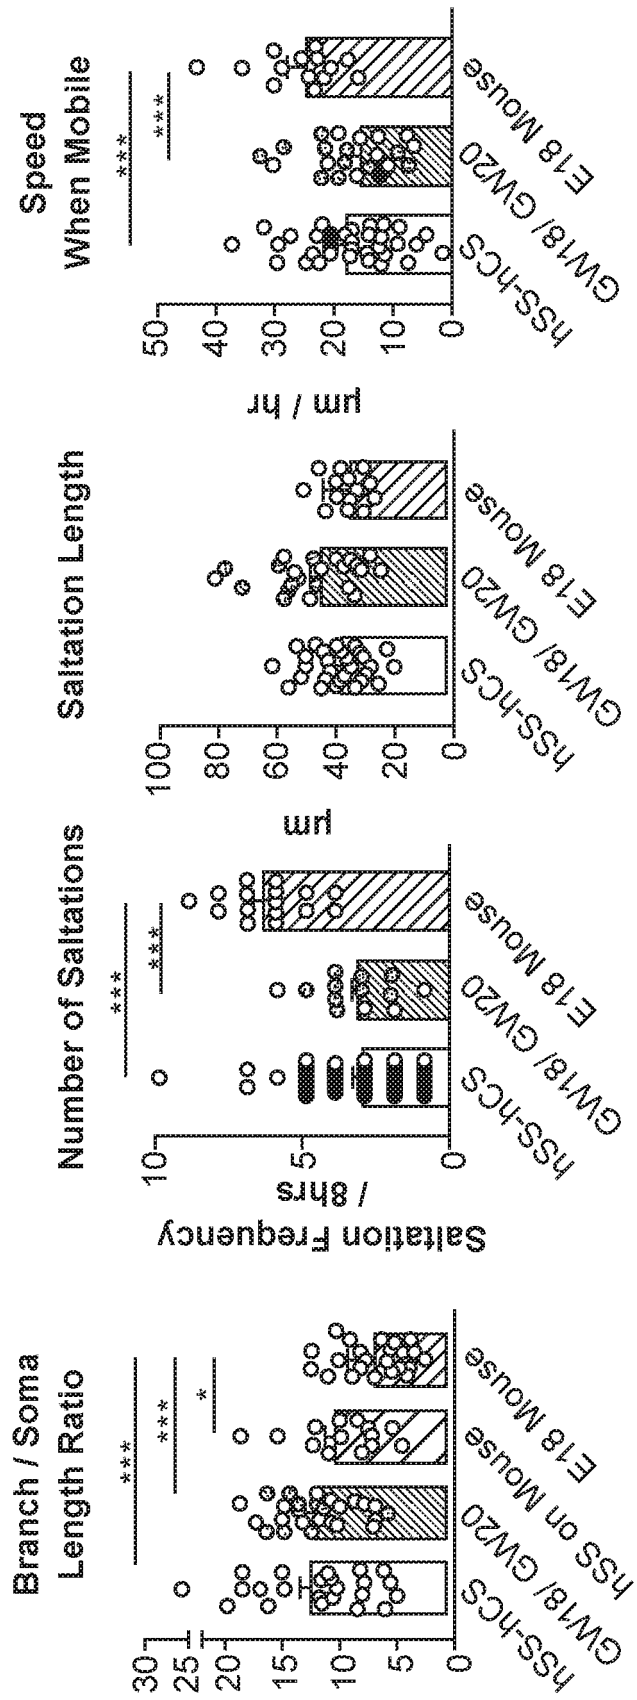 Branch / Soma
Length Ratio
***
***
*
30
25
20
15
10
5
0
hSS-hCS
GW18/ GW20
hSS on Mouse
E18 Mouse
Number of Saltations
***
***
Saltation Frequency
/ 8hrs
10
5
0
hSS-hCS
GW18/ GW20
E18 Mouse
Saltation Length
µm
100
80
60
40
20
0
hSS-hCS
GW18/ GW20
E18 Mouse
Speed
When Mobile
***
***
µm / hr
50
40
30
20
10
0
hSS-hCS
GW18/ GW20
E18 Mouse